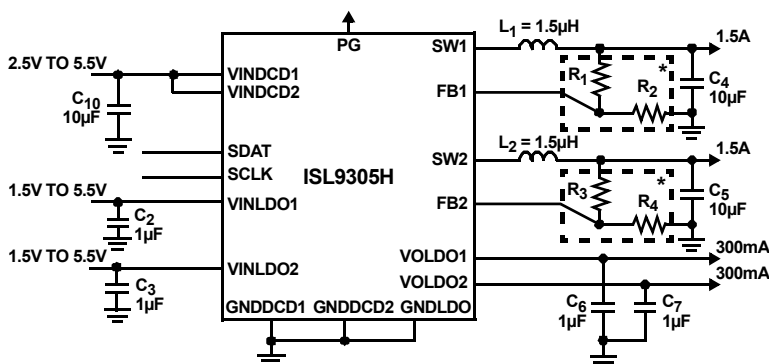 PG
L1 = 1.5µH
SW1
1.5A
2.5V TO 5.5V
VINDCD1
VINDCD2
R1
*
R2
C4
10µF
FB1
C10
10µF
L2 = 1.5µH
SDAT
SW2
1.5A
SCLK
ISL9305H
R3
*
R4
C5
10µF
1.5V TO 5.5V
VINLDO1
FB2
C2
1µF
1.5V TO 5.5V
VINLDO2
VOLDO1
300mA
VOLDO2
300mA
C3
1µF
GNDDCD1 GNDDCD2 GNDLDO
C6
1µF
C7
1µF